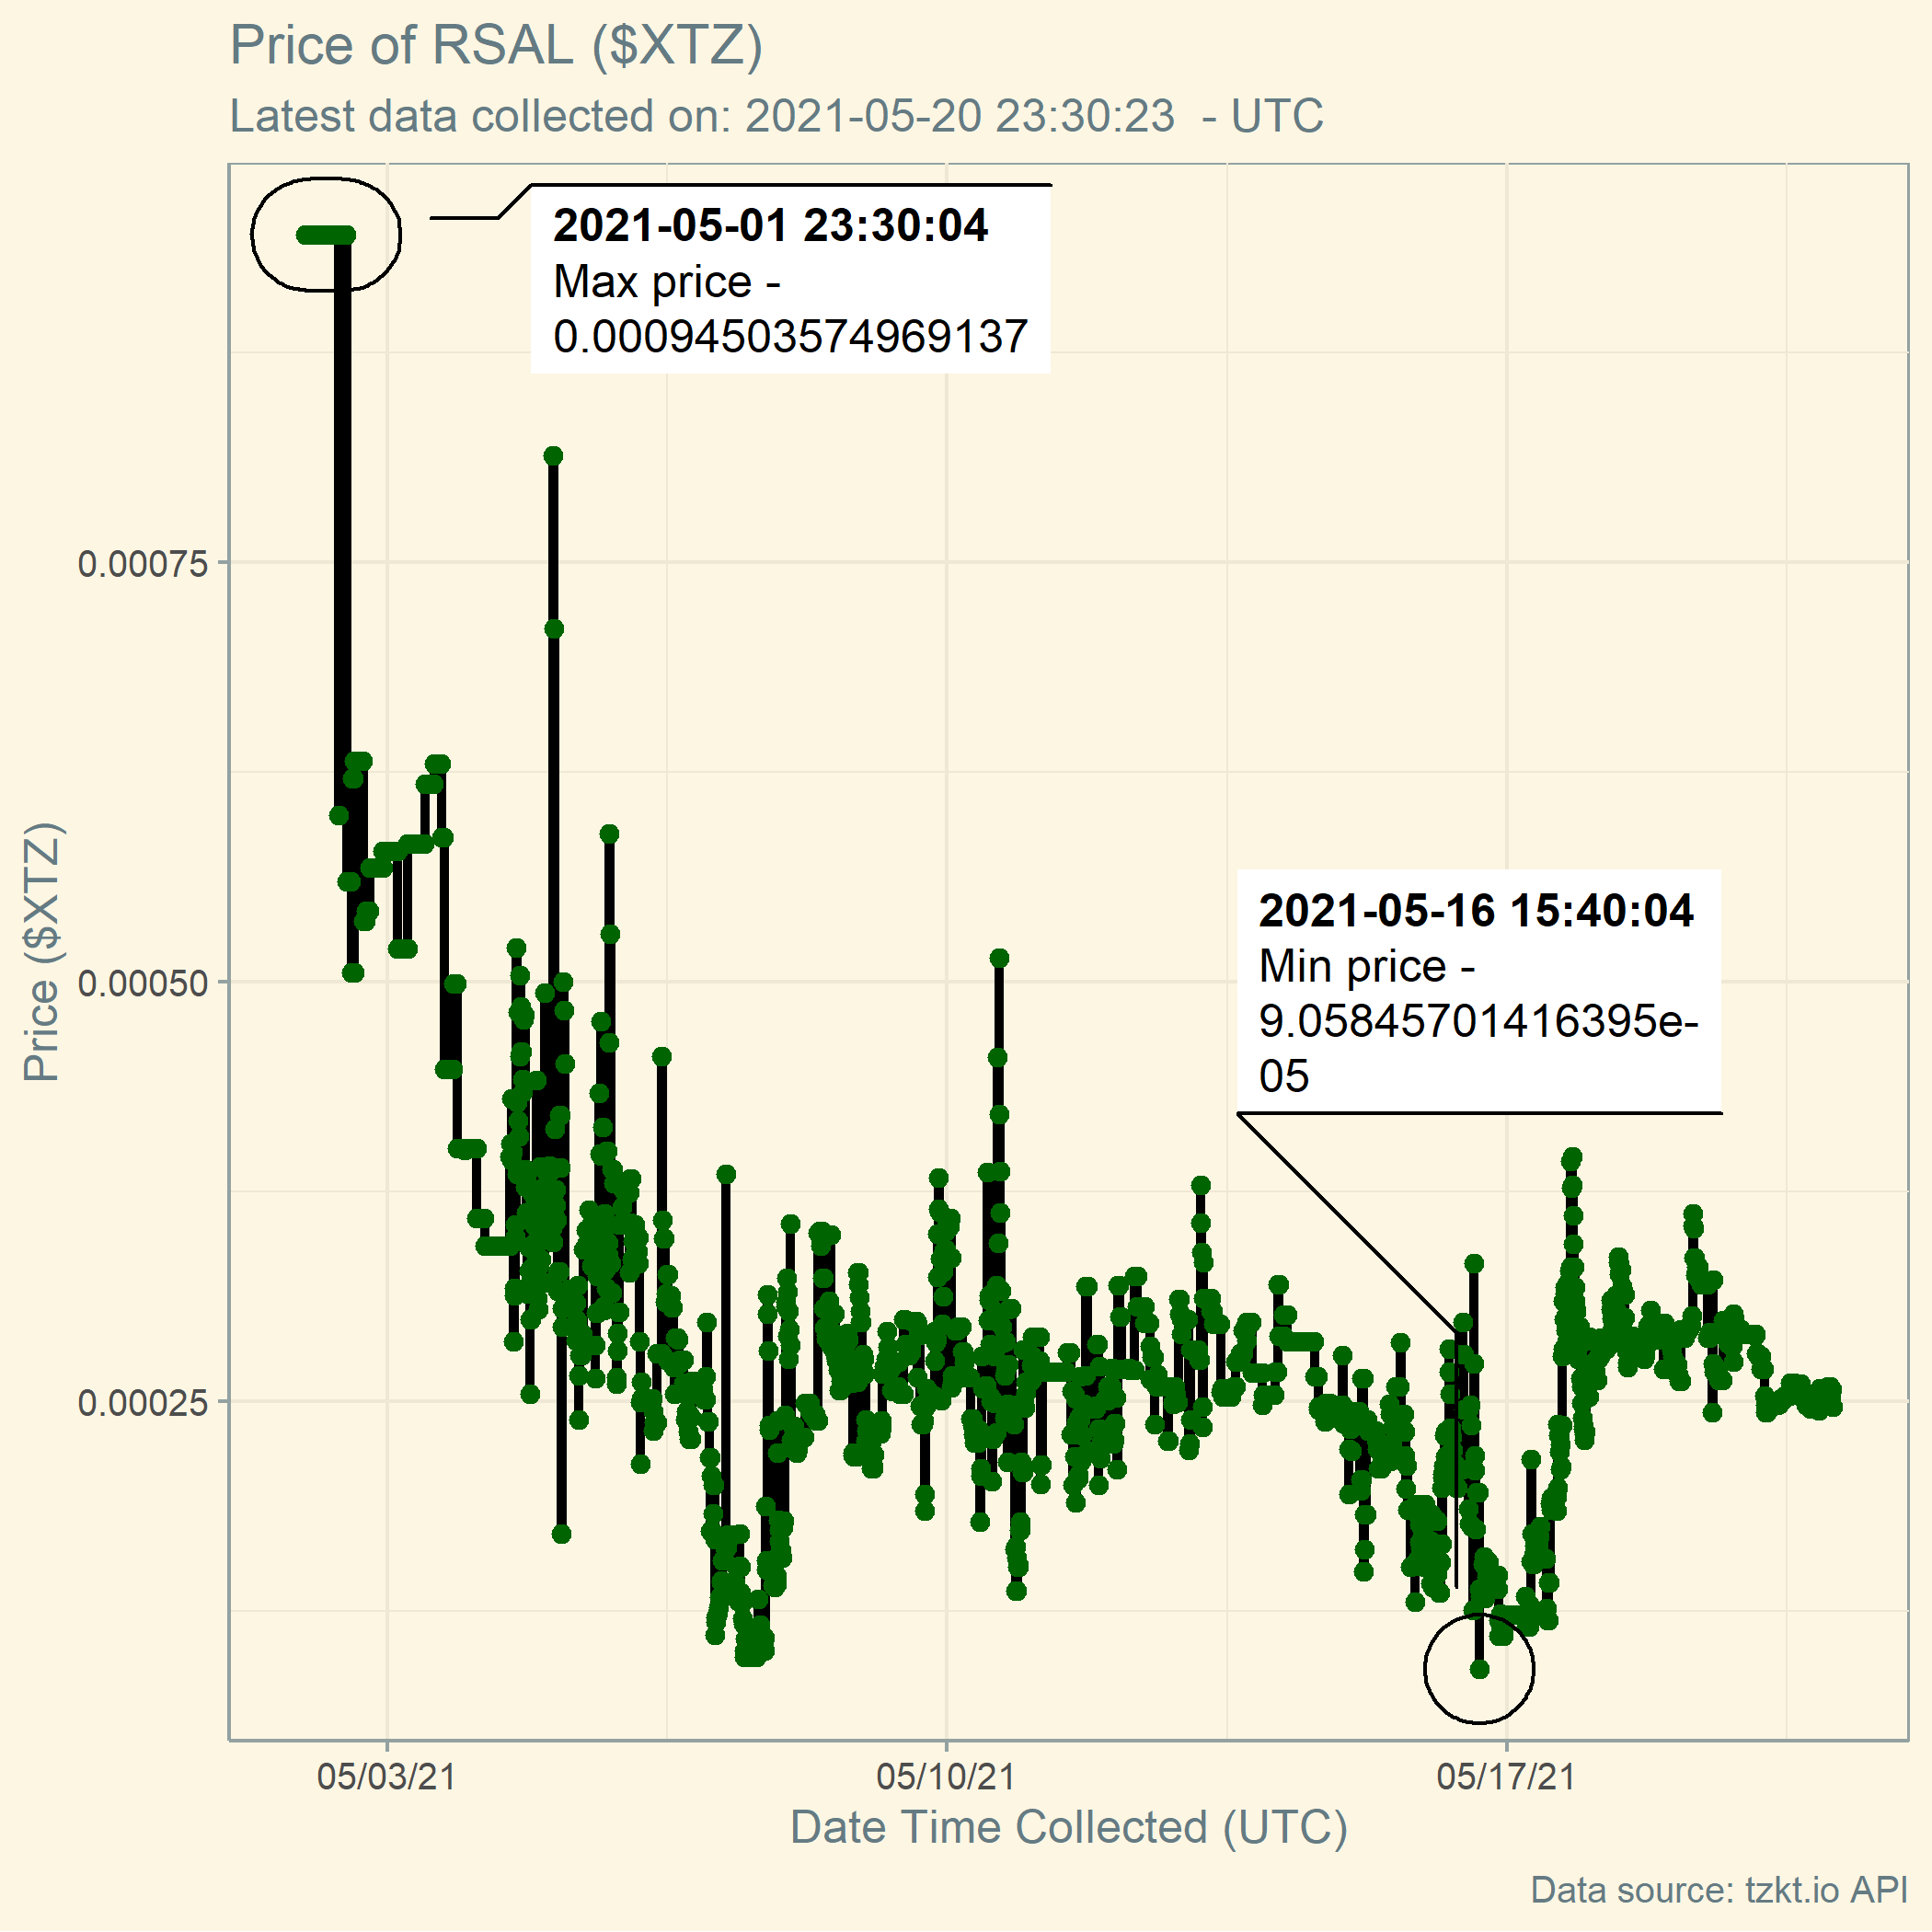 Price of RSAL ($XTZ)
Latest data collected on: 2021-05-20 23:30:23  - UTC
2021-05-01 23:30:04
Max price -
0.000945035749​69137
0.00075
2021-05-16 15:40:04
Min price -
9.05845701416395e-
05
0.00050
0.00025
Price ($XTZ)
05/03/21
05/10/21
05/17/21
Date Time Collected (UTC)
Data source: tzkt.io API